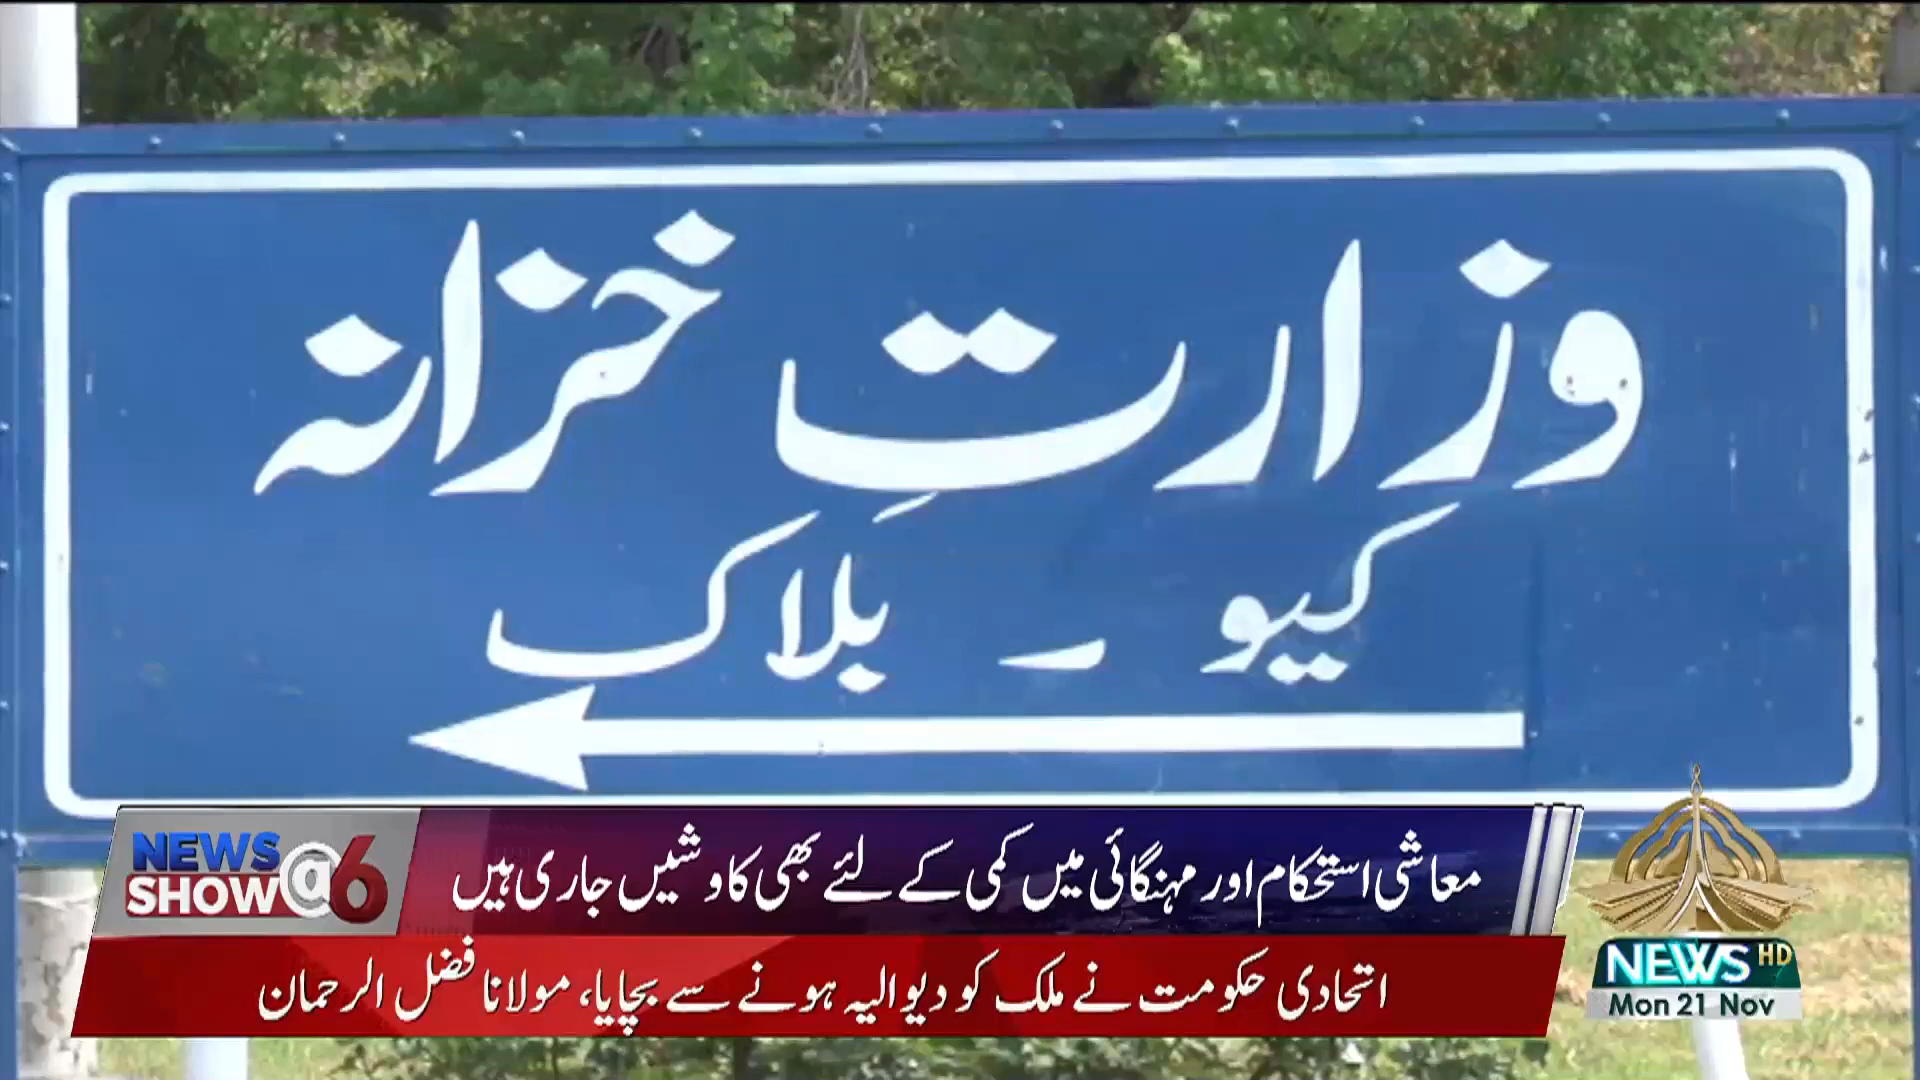 وزارتِ خزانہ
کیو ۔ بلاک
NEWS SHOW @6
معاشی استحکام اور مہنگائی میں کمی کے لئے بھی کاوشیں جاری ہیں
اتحادی حکومت نے ملک کو دیوالیہ ہونے سے بچایا، مولانا فضل الرحمان
NEWS HD
Mon 21 Nov